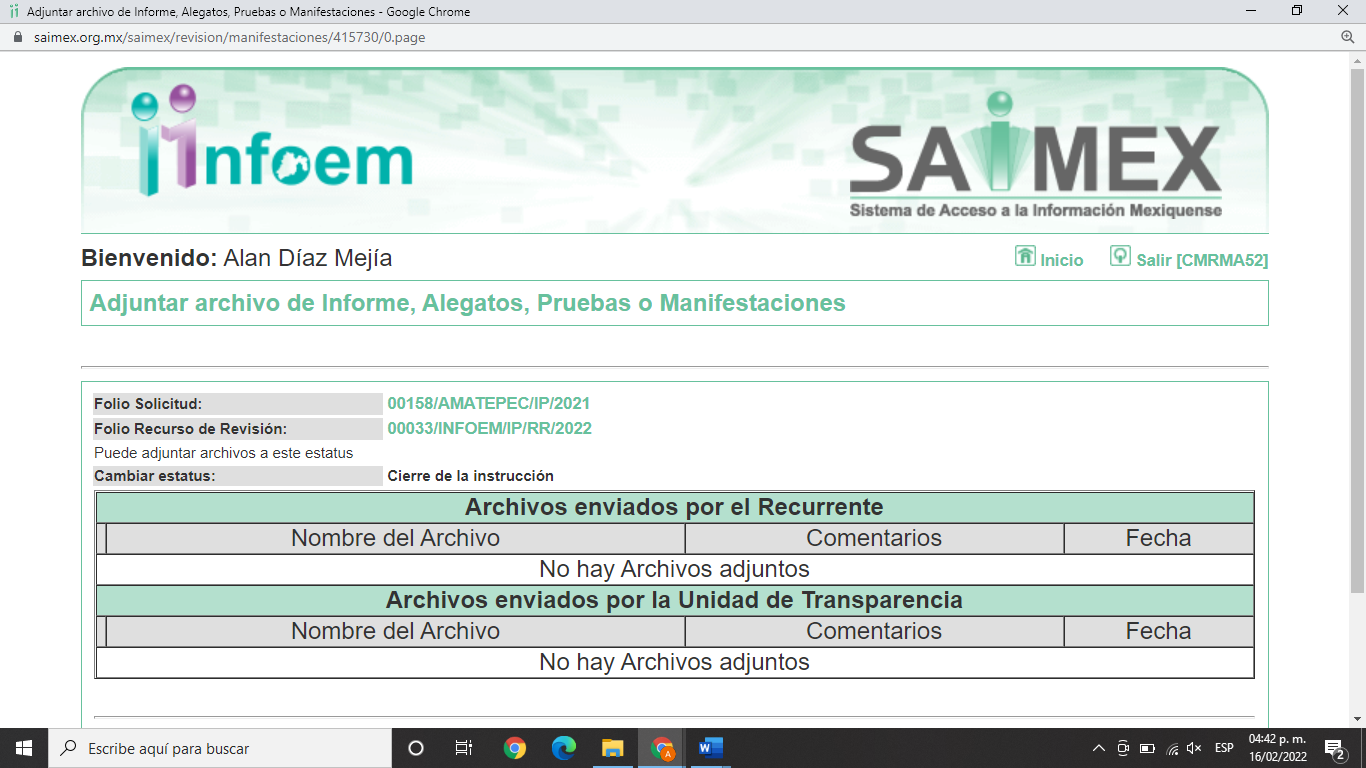 Adjuntar archivo de Informe, Alegatos, Pruebas o Manifestaciones - Google Chrome
saimex.org.mx/saimex/revision/manifestaciones/415730/0.page
infoem
SAiMEX
Sistema de Acceso a la Información Mexiquense
Bienvenido: Alan Díaz Mejía
Inicio
Salir [CMRMA52]
Adjuntar archivo de Informe, Alegatos, Pruebas o Manifestaciones
Folio Solicitud: 00158/AMATEPEC/IP/2021
Folio Recurso de Revisión: 00033/INFOEM/IP/RR/2022
Puede adjuntar archivos a este estatus
Cambiar estatus: Cierre de la instrucción
Archivos enviados por el Recurrente
Nombre del Archivo Comentarios Fecha
No hay Archivos adjuntos
Archivos enviados por la Unidad de Transparencia
Nombre del Archivo Comentarios Fecha
No hay Archivos adjuntos
Escribe aquí para buscar
A
W
ESP
04:42 p. m.
16/02/2022
2